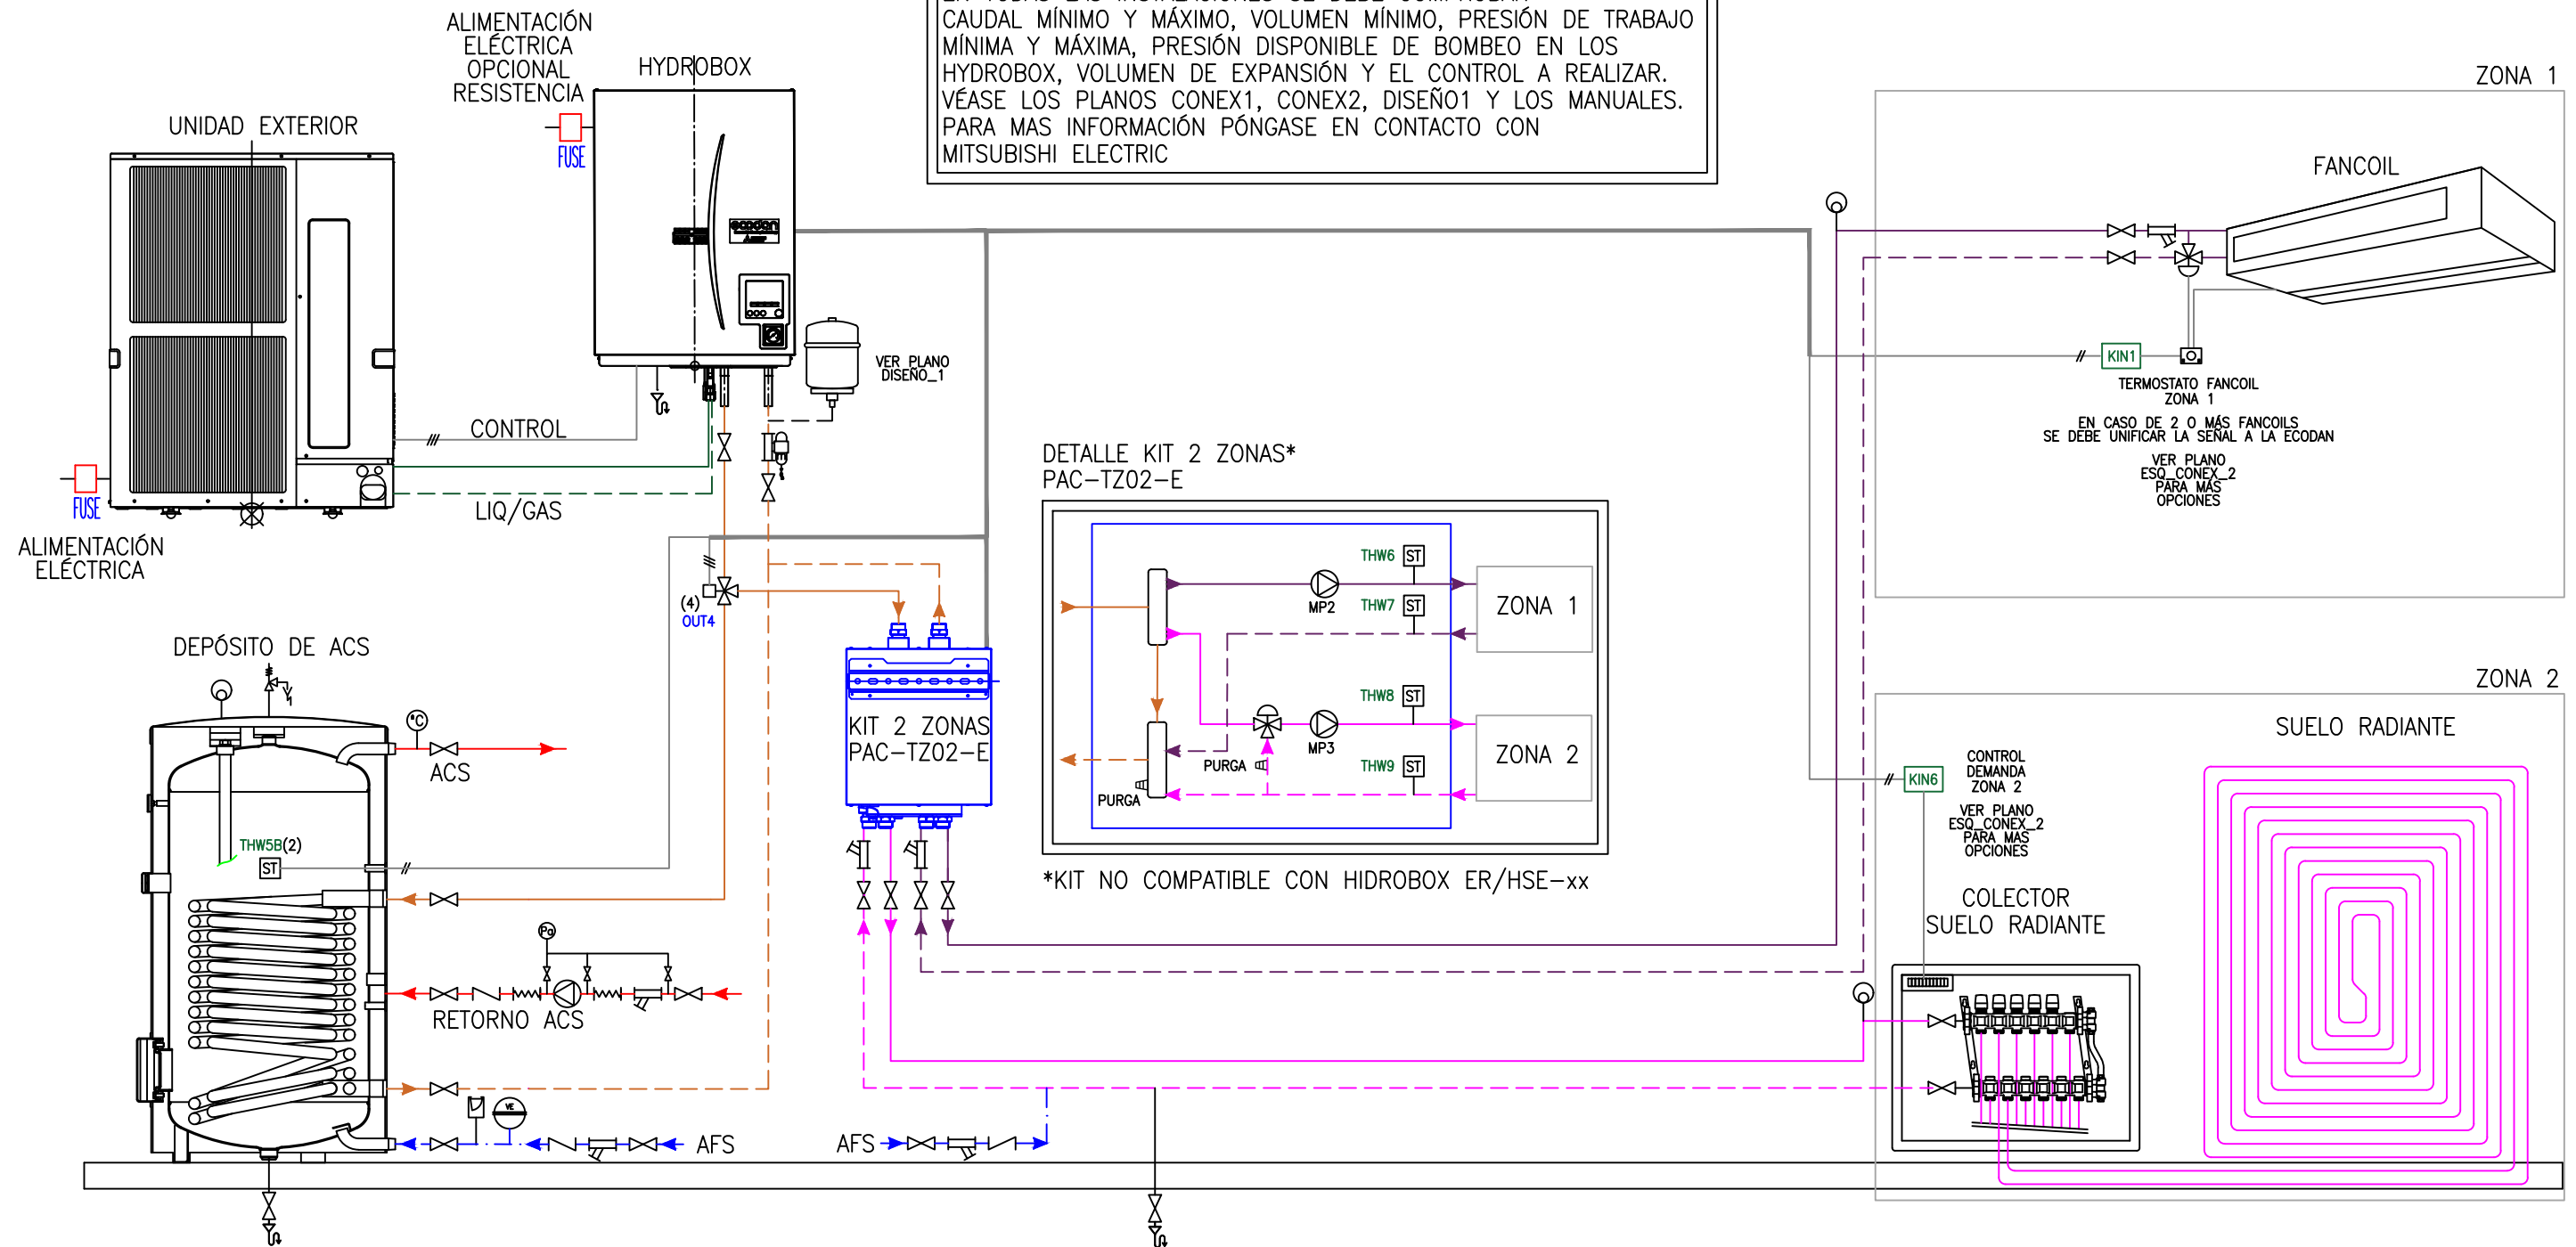 CAUDAL MÍNIMO Y MÁXIMO, VOLUMEN MÍNIMO, PRESIÓN DE TRABAJO
MÍNIMA Y MÁXIMA, PRESIÓN DISPONIBLE DE BOMBEO EN LOS
HYDROBOX, VOLUMEN DE EXPANSIÓN Y EL CONTROL A REALIZAR.
VÉASE LOS PLANOS CONEX1, CONEX2, DISEÑO1 Y LOS MANUALES.
PARA MAS INFORMACIÓN PÓNGASE EN CONTACTO CON
MITSUBISHI ELECTRIC
ALIMENTACIÓN
ELÉCTRICA
OPCIONAL
RESISTENCIA
FUSE
HYDROBOX
ecodan
UNIDAD EXTERIOR
FUSE
ALIMENTACIÓN
ELÉCTRICA
CONTROL
LIQ/GAS
VER PLANO
DISEÑO_1
(4)
OUT4
DEPÓSITO DE ACS
°C
ACS
THW5B(2)
ST
Pa
RETORNO ACS
VE
AFS
AFS
KIT 2 ZONAS
PAC-TZ02-E
DETALLE KIT 2 ZONAS*
PAC-TZ02-E
THW6 ST
MP2
THW7 ST
ZONA 1
THW8 ST
MP3
PURGA
THW9 ST
ZONA 2
PURGA
*KIT NO COMPATIBLE CON HIDROBOX ER/HSE-xx
ZONA 1
FANCOIL
KIN1
TERMOSTATO FANCOIL
ZONA 1
EN CASO DE 2 O MÁS FANCOILS
SE DEBE UNIFICAR LA SEÑAL A LA ECODAN
VER PLANO
ESQ_CONEX_2
PARA MÁS
OPCIONES
ZONA 2
SUELO RADIANTE
KIN6
CONTROL
DEMANDA
ZONA 2
VER PLANO
ESQ_CONEX_2
PARA MAS
OPCIONES
COLECTOR
SUELO RADIANTE